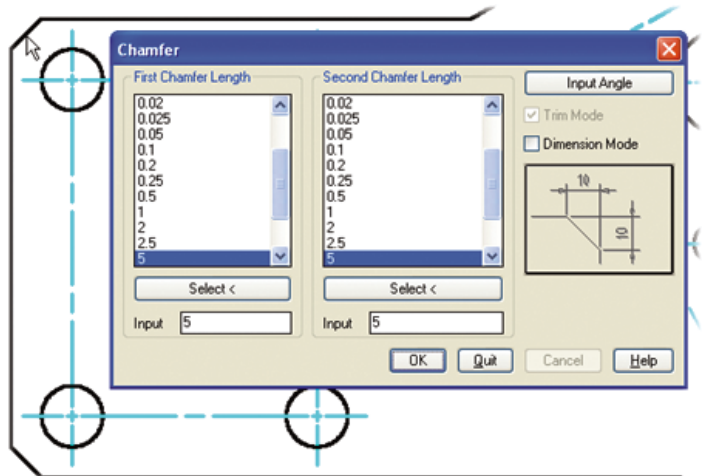 Chamfer
First Chamfer Length
0.02
0.025
0.05
0.1
0.2
0.25
0.5
1
2
2.5
5
Select <
Input 5
Second Chamfer Length
0.02
0.025
0.05
0.1
0.2
0.25
0.5
1
2
2.5
5
Select <
Input 5
Input Angle
Trim Mode
Dimension Mode
10
10
OK Quit Cancel Help